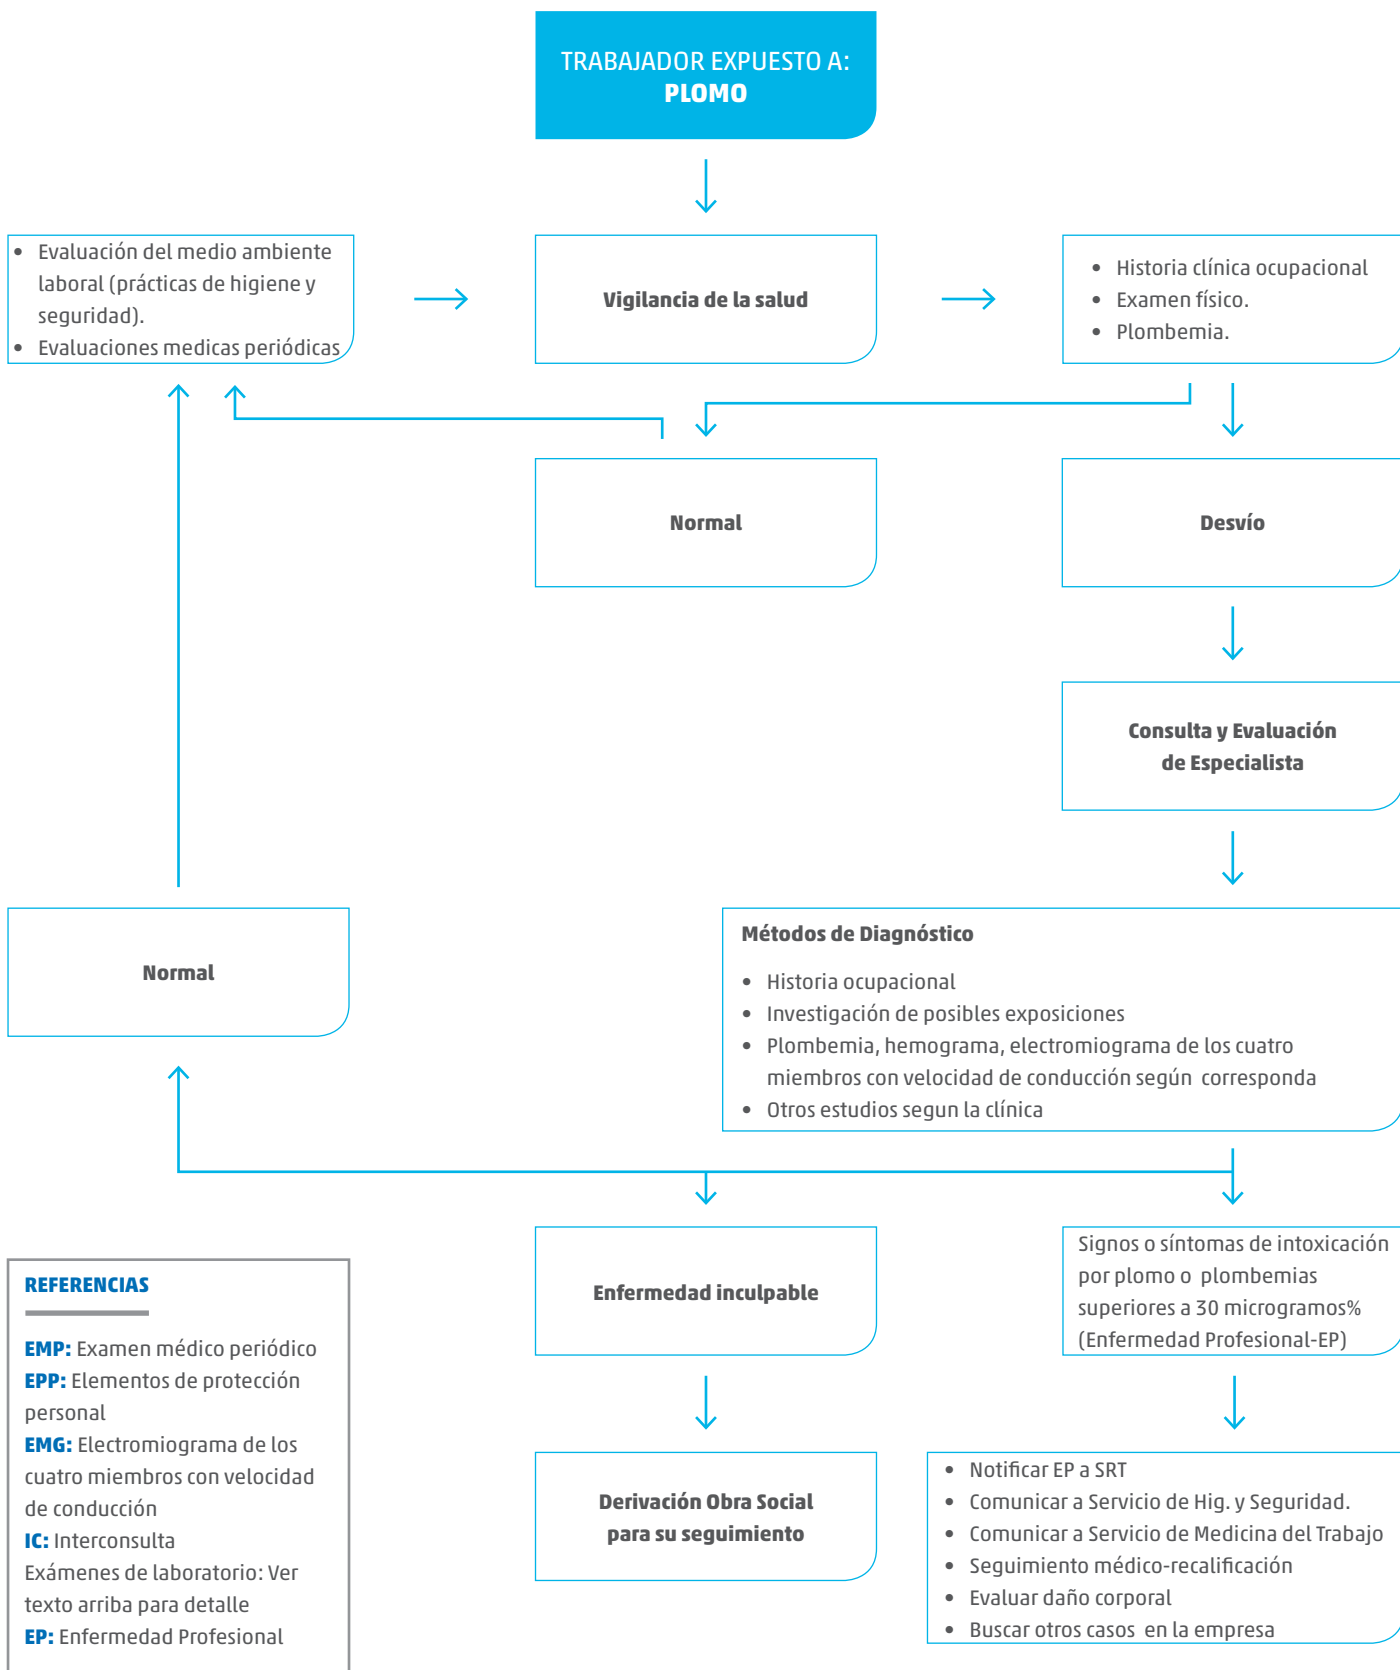 TRABAJADOR EXPUESTO A:
PLOMO
• Evaluación del medio ambiente
laboral (prácticas de higiene y
seguridad).
• Evaluaciones medicas periódicas
Vigilancia de la salud
• Historia clínica ocupacional
• Examen físico.
• Plombemia.
Normal
Desvío
Consulta y Evaluación
de Especialista
Normal
Métodos de Diagnóstico
• Historia ocupacional
• Investigación de posibles exposiciones
• Plombemia, hemograma, electromiograma de los cuatro
miembros con velocidad de conducción según corresponda
• Otros estudios segun la clínica
Enfermedad inculpable
Signos o síntomas de intoxicación
por plomo o plombemias
superiores a 30 microgramos%
(Enfermedad Profesional-EP)
Derivación Obra Social
para su seguimiento
• Notificar EP a SRT
• Comunicar a Servicio de Hig. y Seguridad.
• Comunicar a Servicio de Medicina del Trabajo
• Seguimiento médico-recalificación
• Evaluar daño corporal
• Buscar otros casos en la empresa
REFERENCIAS
EMP: Examen médico periódico
EPP: Elementos de protección
personal
EMG: Electromiograma de los
cuatro miembros con velocidad
de conducción
IC: Interconsulta
Exámenes de laboratorio: Ver
texto arriba para detalle
EP: Enfermedad Profesional